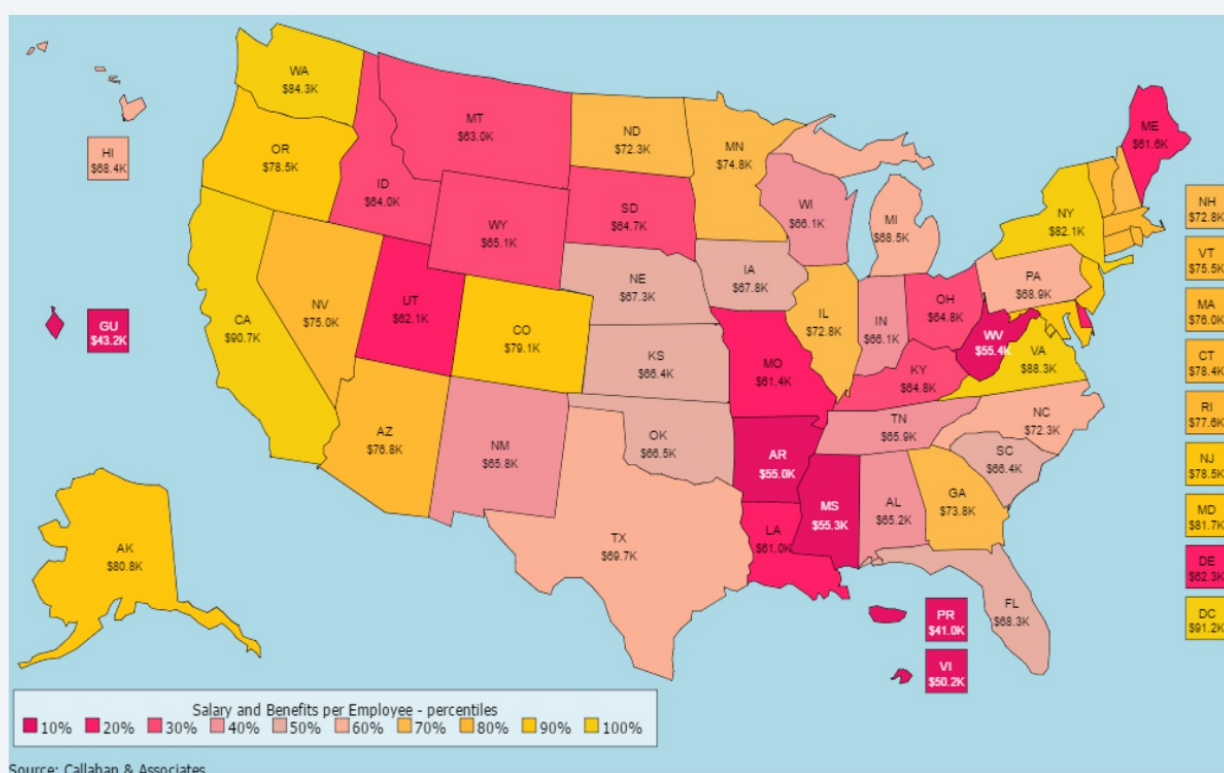 WA
$84.3K
MT
$63.0K
ND
$72.3K
MN
$74.8K
ME
$61.6K
HI
$68.4K
OR
$78.5K
ID
$64.0K
WY
$65.1K
SD
$64.7K
WI
$66.1K
MI
$68.5K
NY
$82.1K
NH
$72.8K
VT
$75.5K
MA
$76.0K
CT
$78.4K
RI
$77.6K
NJ
$78.5K
MD
$81.7K
DE
$62.3K
DC
$91.2K
GU
$43.2K
CA
$90.7K
NV
$75.0K
UT
$62.1K
CO
$79.1K
NE
$67.3K
IA
$67.8K
IL
$72.8K
IN
$66.1K
OH
$64.8K
PA
$68.9K
WV
$55.4K
VA
$88.3K
KS
$66.4K
MO
$61.4K
KY
$64.8K
AZ
$76.8K
NM
$65.8K
OK
$66.5K
AR
$55.0K
TN
$65.9K
NC
$72.3K
SC
$66.4K
TX
$69.7K
LA
$61.0K
MS
$55.3K
AL
$65.2K
GA
$73.8K
FL
$68.3K
AK
$80.8K
PR
$41.0K
VI
$50.2K
Salary and Benefits per Employee - percentiles
10% 20% 30% 40% 50% 60% 70% 80% 90% 100%
Source: Callahan & Associates